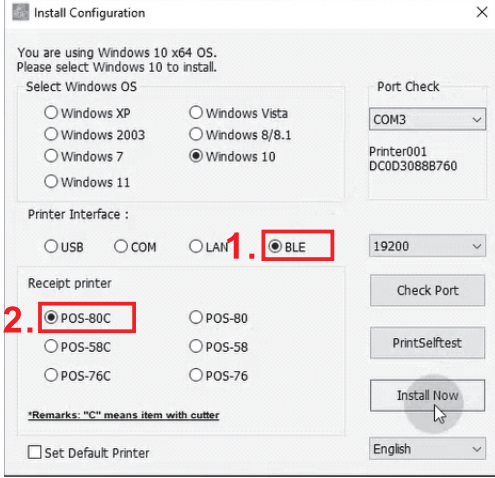 Install Configuration
You are using Windows 10 x64 OS.
Please select Windows 10 to install.
Select Windows OS
Windows XP
Windows Vista
Windows 2003
Windows 8/8.1
Windows 7
Windows 10
Windows 11
Port Check
COM3
Printer001
DC0D3088B760
Printer Interface :
USB
COM
LAN
1.
BLE
19200
Receipt printer
Check Port
2.
POS-80C
POS-80
POS-58C
POS-58
PrintSelftest
POS-76C
POS-76
Install Now
*Remarks: "C" means item with cutter
Set Default Printer
English